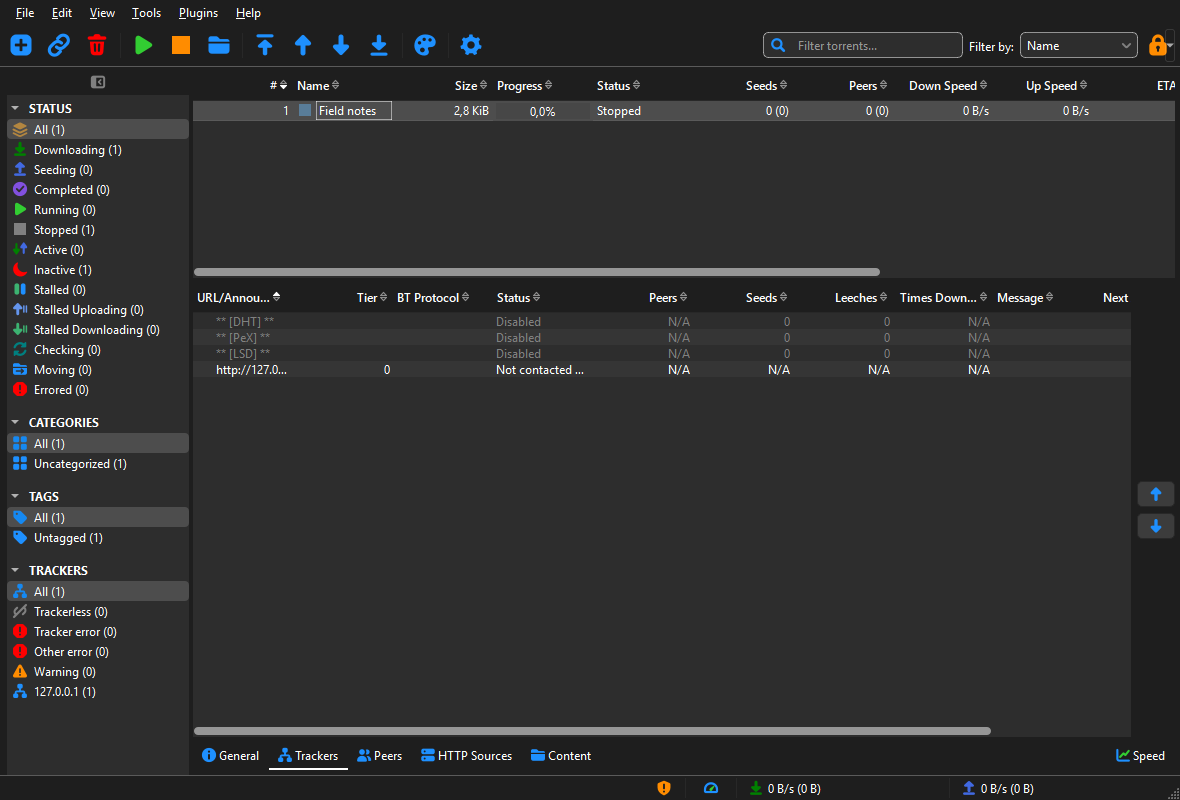 File Edit View Tools Plugins Help
Filter torrents... Filter by: Name
# Name Size Progress Status Seeds Peers Down Speed Up Speed ETA
1 Field notes 2,8 KiB 0,0% Stopped 0 (0) 0 (0) 0 B/s 0 B/s
STATUS
All (1)
Downloading (1)
Seeding (0)
Completed (0)
Running (0)
Stopped (1)
Active (0)
Inactive (1)
Stalled (0)
Stalled Uploading (0)
Stalled Downloading (0)
Checking (0)
Moving (0)
Errored (0)
CATEGORIES
All (1)
Uncategorized (1)
TAGS
All (1)
Untagged (1)
TRACKERS
All (1)
Trackerless (0)
Tracker error (0)
Other error (0)
Warning (0)
127.0.0.1 (1)
URL/Annou... Tier BT Protocol Status Peers Seeds Leeches Times Down... Message Next
** [DHT] ** Disabled N/A 0 0 N/A
** [PeX] ** Disabled N/A 0 0 N/A
** [LSD] ** Disabled N/A 0 0 N/A
http://127.0... 0 Not contacted ... N/A N/A N/A N/A
General Trackers Peers HTTP Sources Content Speed
0 B/s (0 B) 0 B/s (0 B)